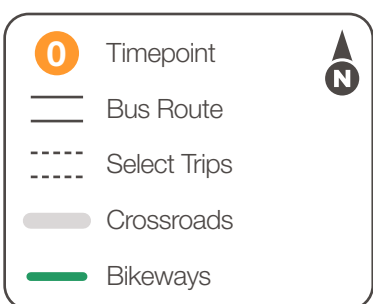 0 Timepoint
N
Bus Route
Select Trips
Crossroads
Bikeways